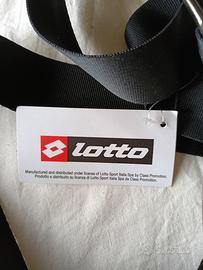 lotto
Manufactured and distributed under license of Lotto Sport Italia Spa by Class Promotion.
Prodotto e distribuito su licenza di Lotto Sport Italia Spa da Class Promotion.